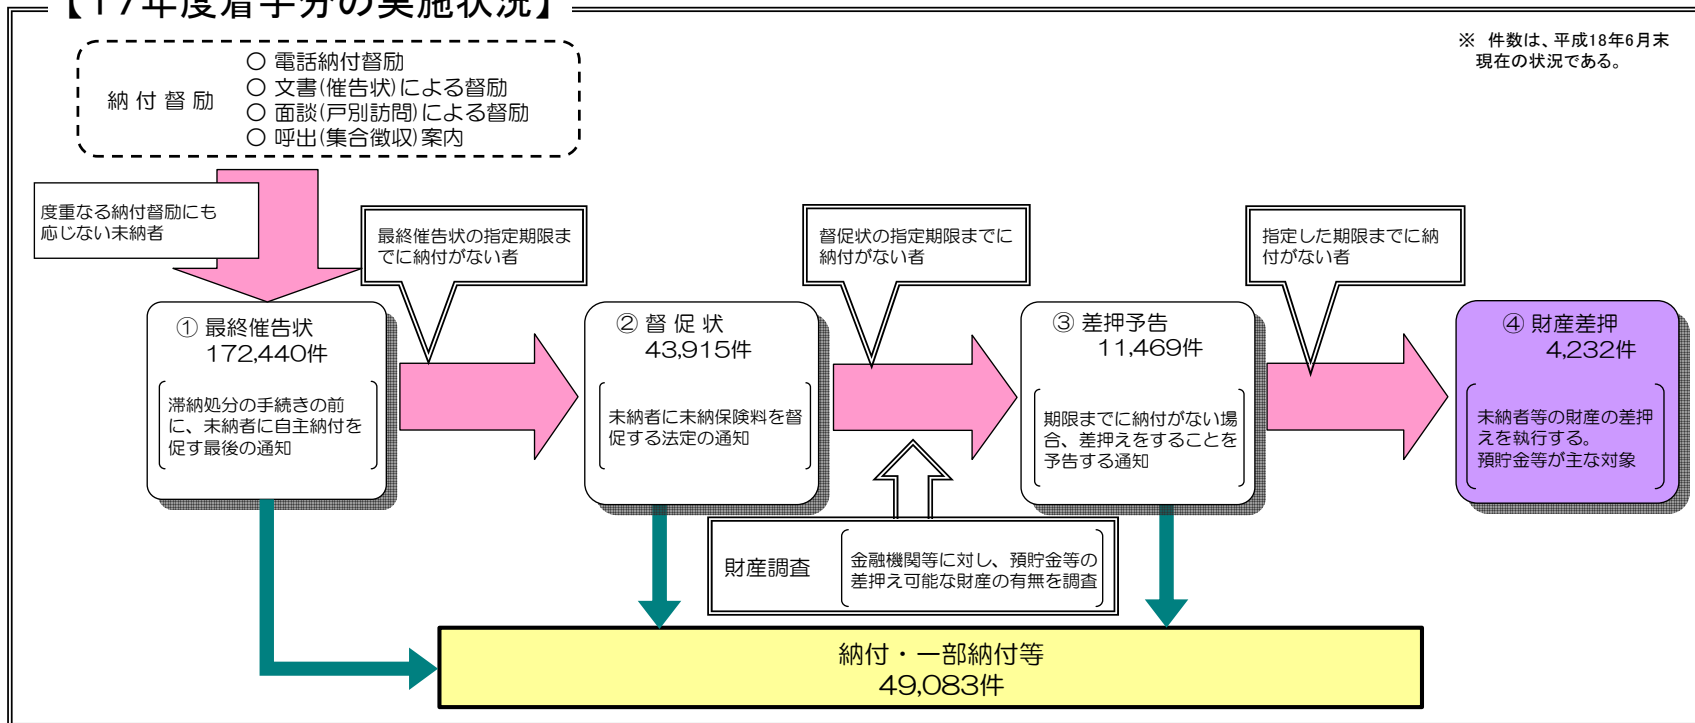 【17年度着手分の実施状況】
※ 件数は、平成18年6月末
現在の状況である。
納 付 督 励
○ 電話納付督励
○ 文書(催告状)による督励
○ 面談(戸別訪問)による督励
○ 呼出(集合徴収)案内
度重なる納付督励にも
応じない未納者
最終催告状の指定期限ま
でに納付がない者
督促状の指定期限までに
納付がない者
指定した期限までに納
付がない者
① 最終催告状
172,440件
滞納処分の手続きの前
に、未納者に自主納付を
促す最後の通知
② 督 促 状
43,915件
未納者に未納保険料を督
促する法定の通知
③ 差押予告
11,469件
期限までに納付がない場
合、差押えをすることを
予告する通知
④ 財産差押
4,232件
未納者等の財産の差押
えを執行する。
預貯金等が主な対象
財産調査
金融機関等に対し、預貯金等の
差押え可能な財産の有無を調査
納付・一部納付等
49,083件